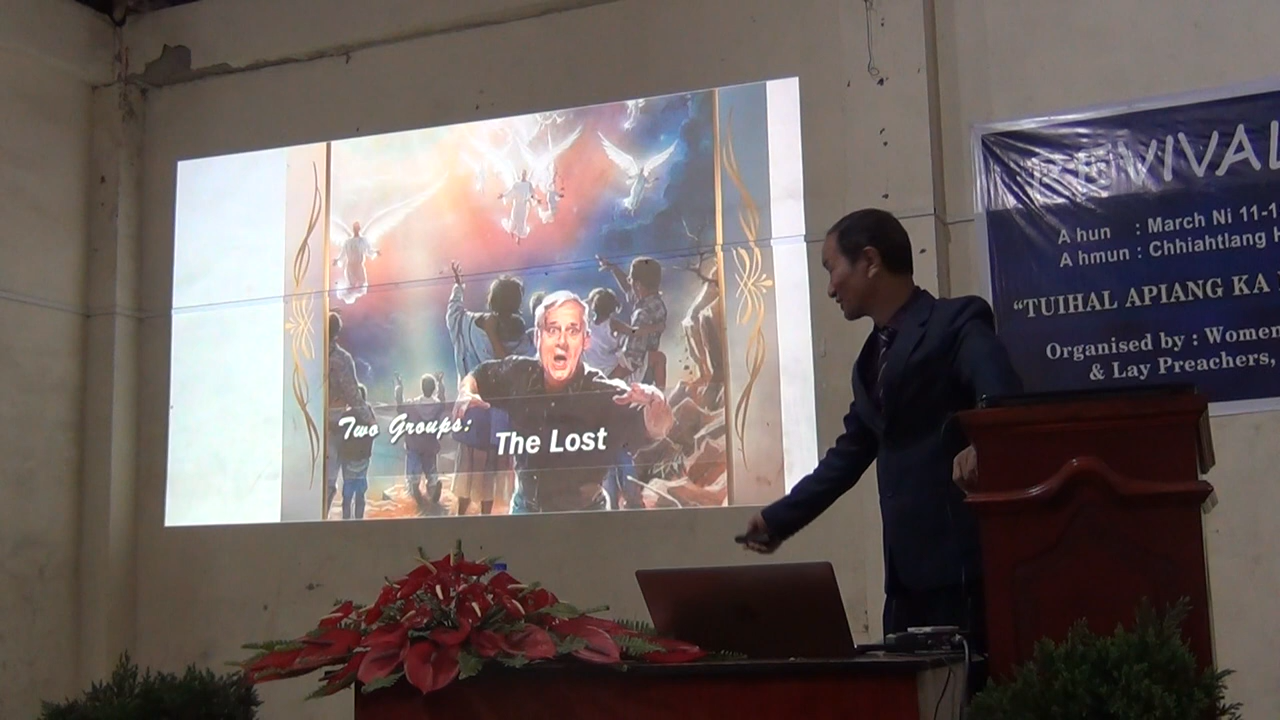 Two Groups:
The Lost
REVIVAL
A hun : March Ni 11-1
A hmun : Chhiahtlang H
“TUIHAL APIANG KA
Organised by : Women
& Lay Preachers,